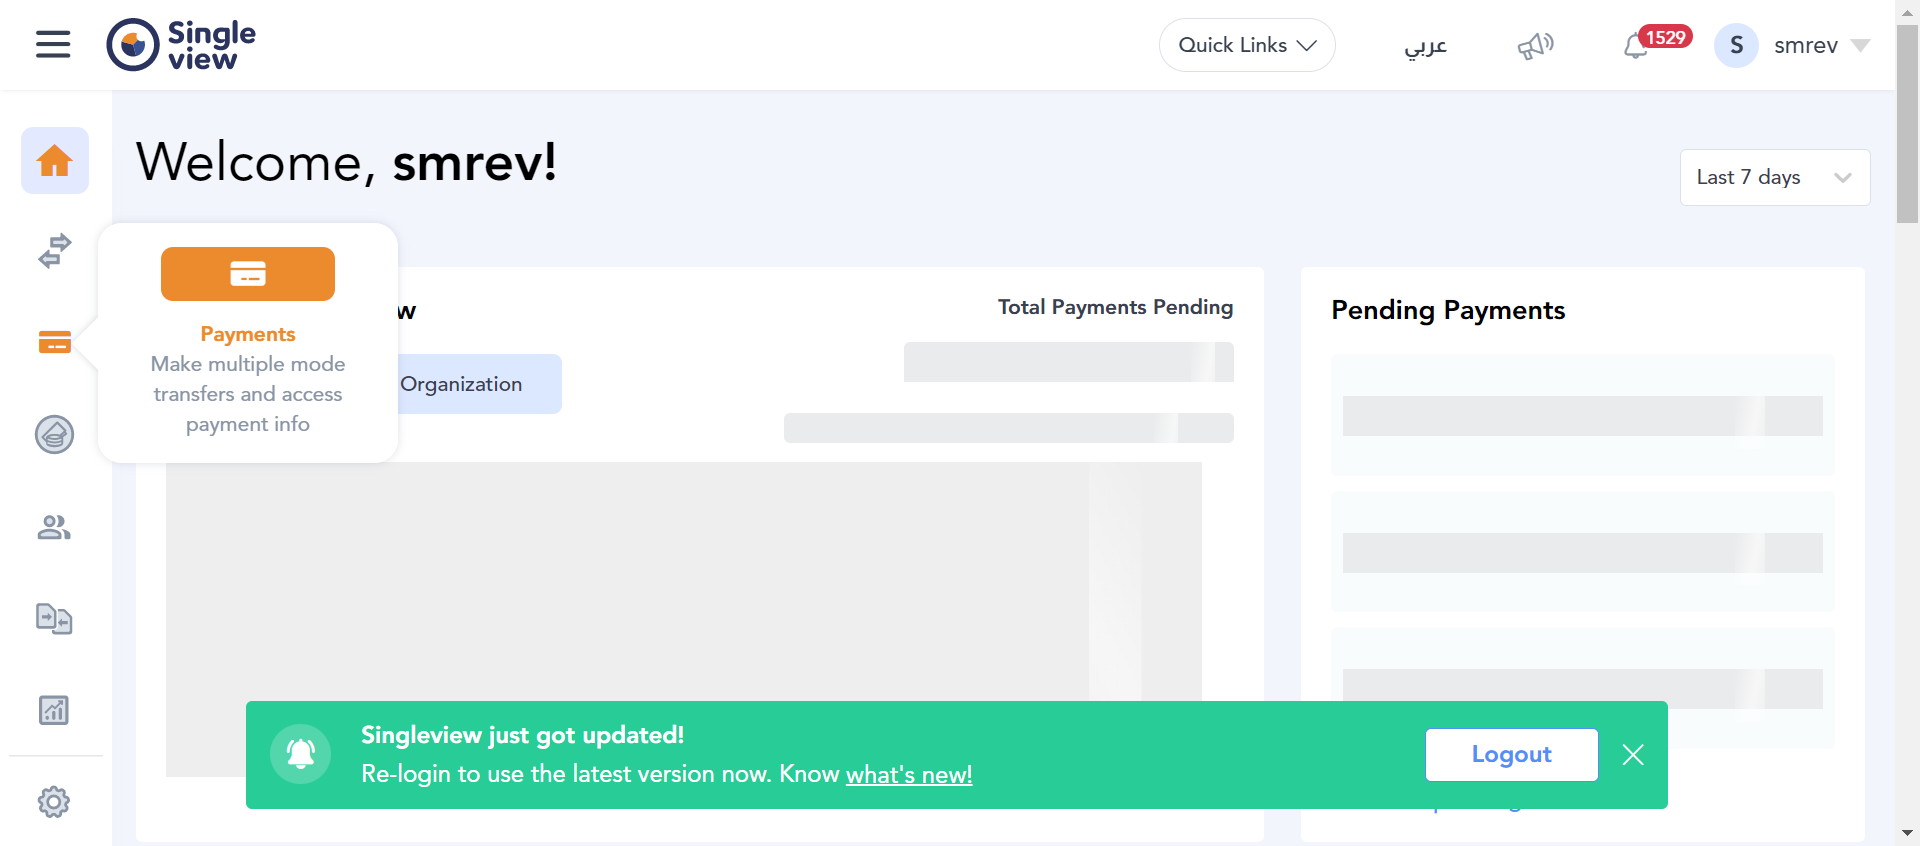 Single
view
Quick Links
عربي
1529
S
smrev
Welcome, smrev!
Last 7 days
Payments
Make multiple mode
transfers and access
payment info
w
Organization
Total Payments Pending
Pending Payments
Singleview just got updated!
Re-login to use the latest version now. Know what's new!
Logout